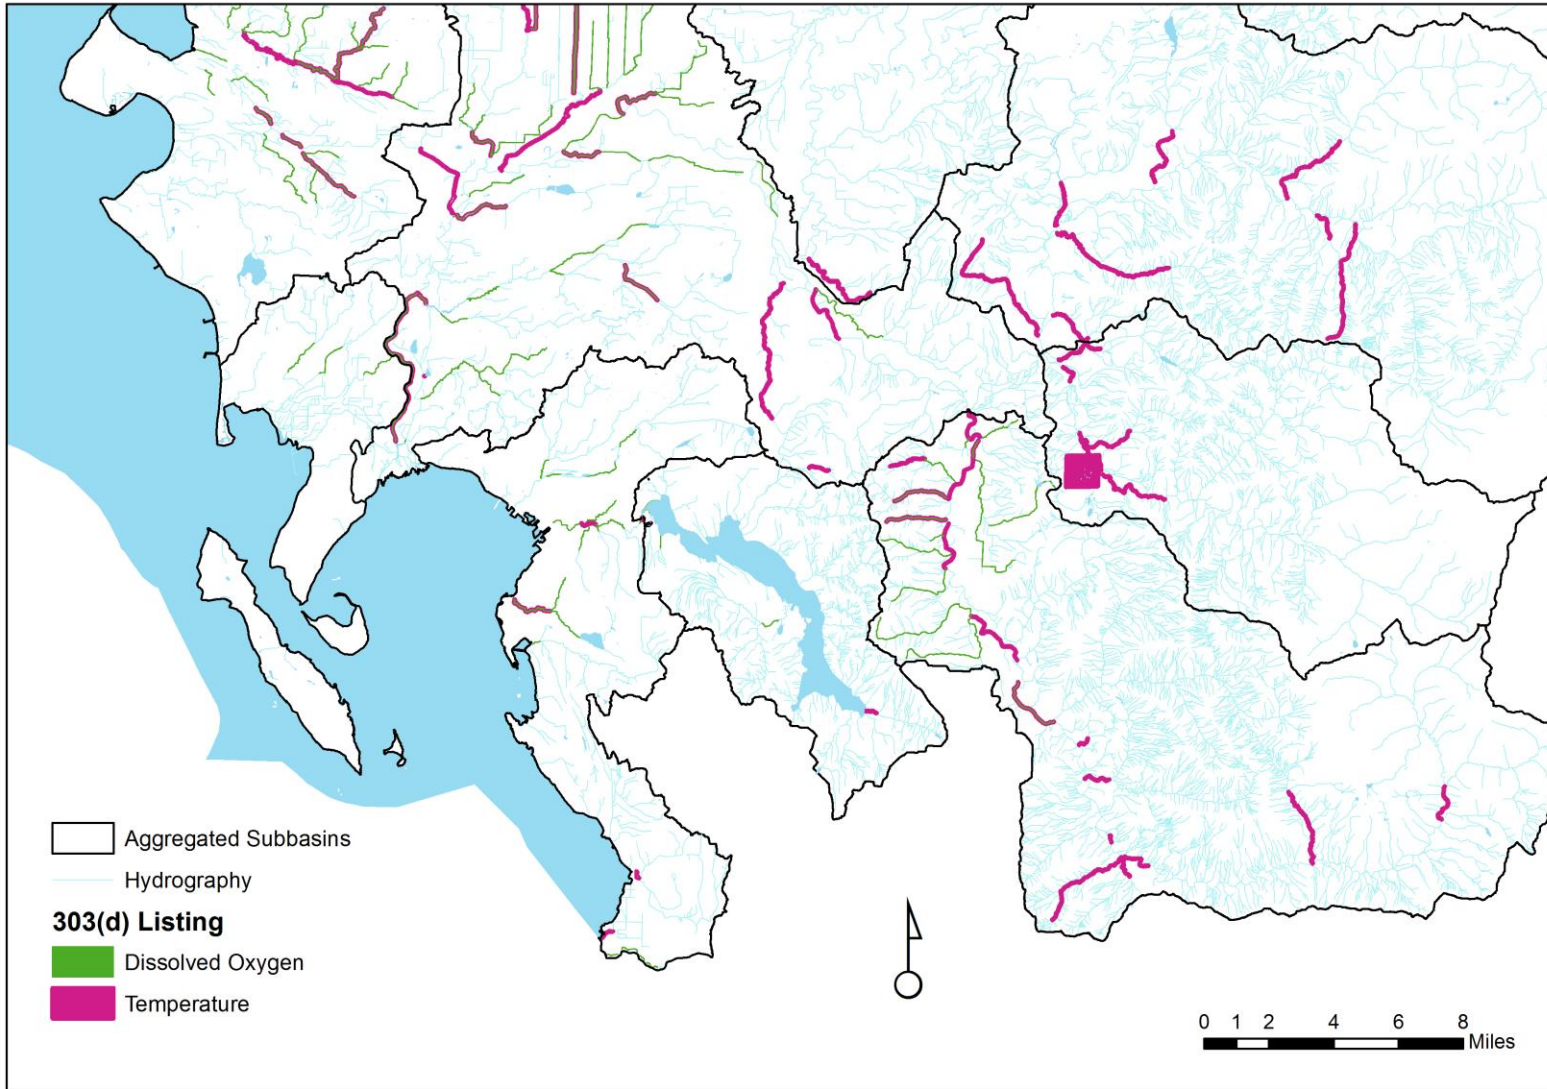 Aggregated Subbasins
Hydrography
303(d) Listing
Dissolved Oxygen
Temperature
0 1 2 4 6 8
Miles